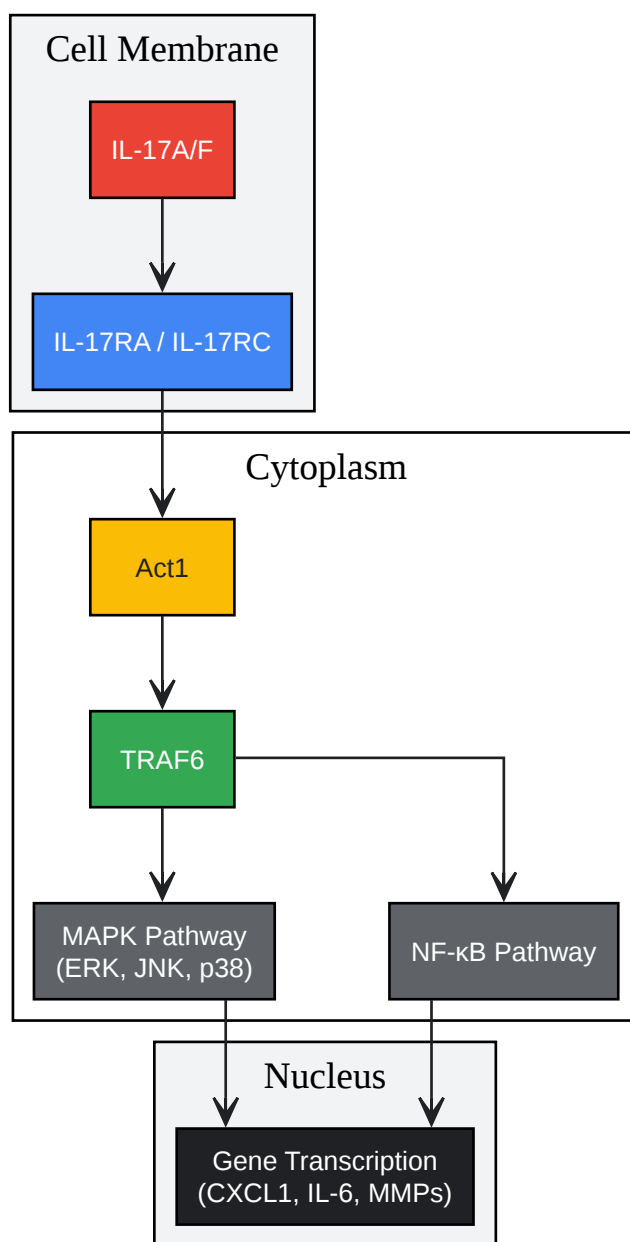 Cell Membrane
IL-17A/F
IL-17RA / IL-17RC
Cytoplasm
Act1
TRAF6
MAPK Pathway
(ERK, JNK, p38)
NF-κB Pathway
Nucleus
Gene Transcription
(CXCL1, IL-6, MMPs)